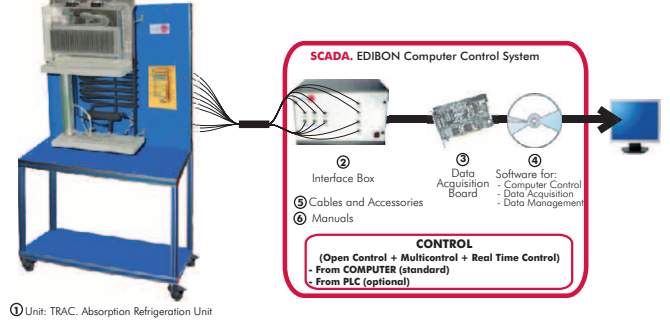 SCADA. EDIBON Computer Control System
②
Interface Box
③
Data
Acquisition
Board
④
Software for:
- Computer Control
- Data Acquisition
- Data Management
⑤ Cables and Accessories
⑥ Manuals
CONTROL
(Open Control + Multicontrol + Real Time Control)
- From COMPUTER (standard)
- From PLC (optional)
① Unit: TRAC. Absorption Refrigeration Unit